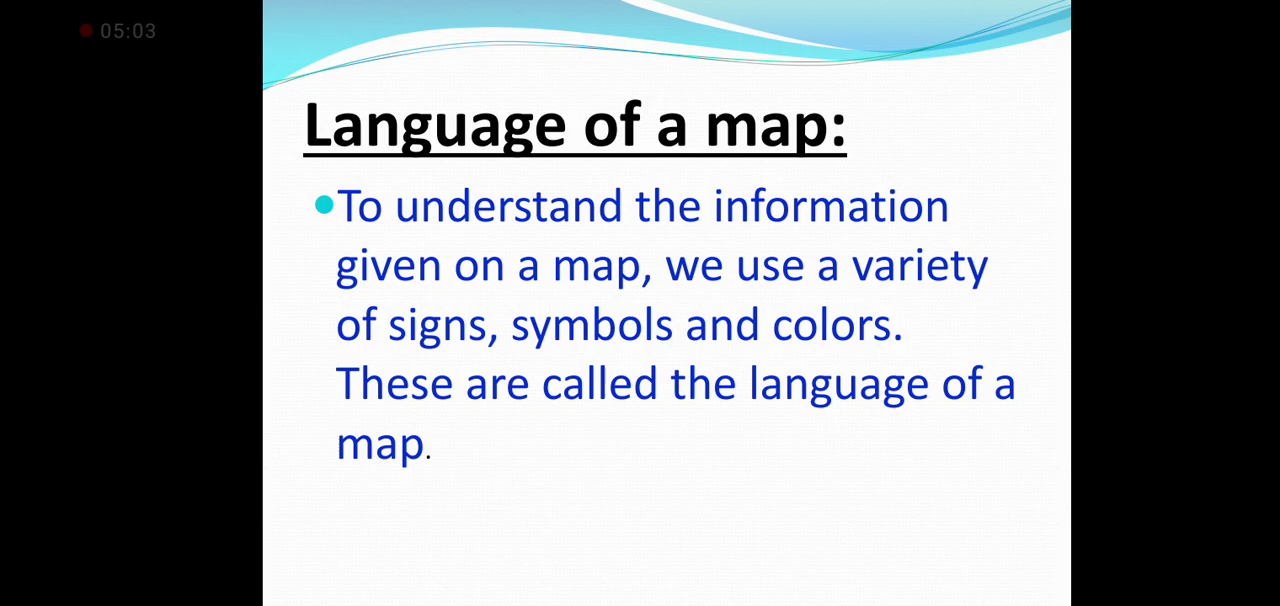 05:03
Language of a map:
To understand the information
given on a map, we use a variety
of signs, symbols and colors.
These are called the language of a
map.